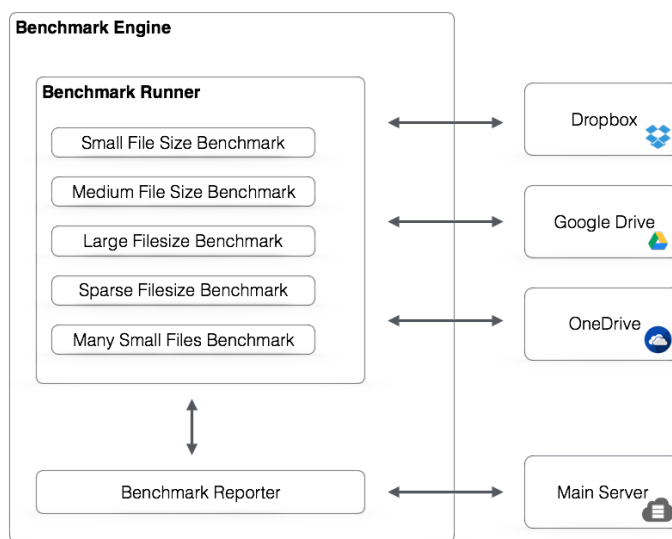 Benchmark Engine
Benchmark Runner
Small File Size Benchmark
Medium File Size Benchmark
Large Filesize Benchmark
Sparse Filesize Benchmark
Many Small Files Benchmark
Benchmark Reporter
Dropbox
Google Drive
OneDrive
Main Server